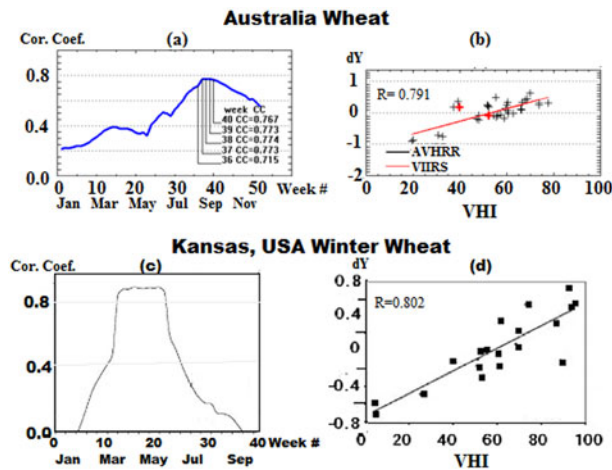 Australia Wheat
Cor. Coef. (a)
0.8
0.4
0.0
week CC
40 CC=0.767
39 CC=0.773
38 CC=0.774
37 CC=0.773
36 CC=0.715
0 10 20 30 40 50 Week #
Jan Mar May Jul Sep Nov
dY (b)
1
0
-1
-2
R= 0.791
AVHRR
VIIRS
0 20 40 60 80 100
VHI
Kansas, USA Winter Wheat
Cor. Coef. (c)
0.8
0.4
0.0
0 10 20 30 40 Week #
Jan Mar May Jul Sep
dY (d)
0.8
0.4
0
-0.4
-0.8
R=0.802
0 20 40 60 80 100
VHI